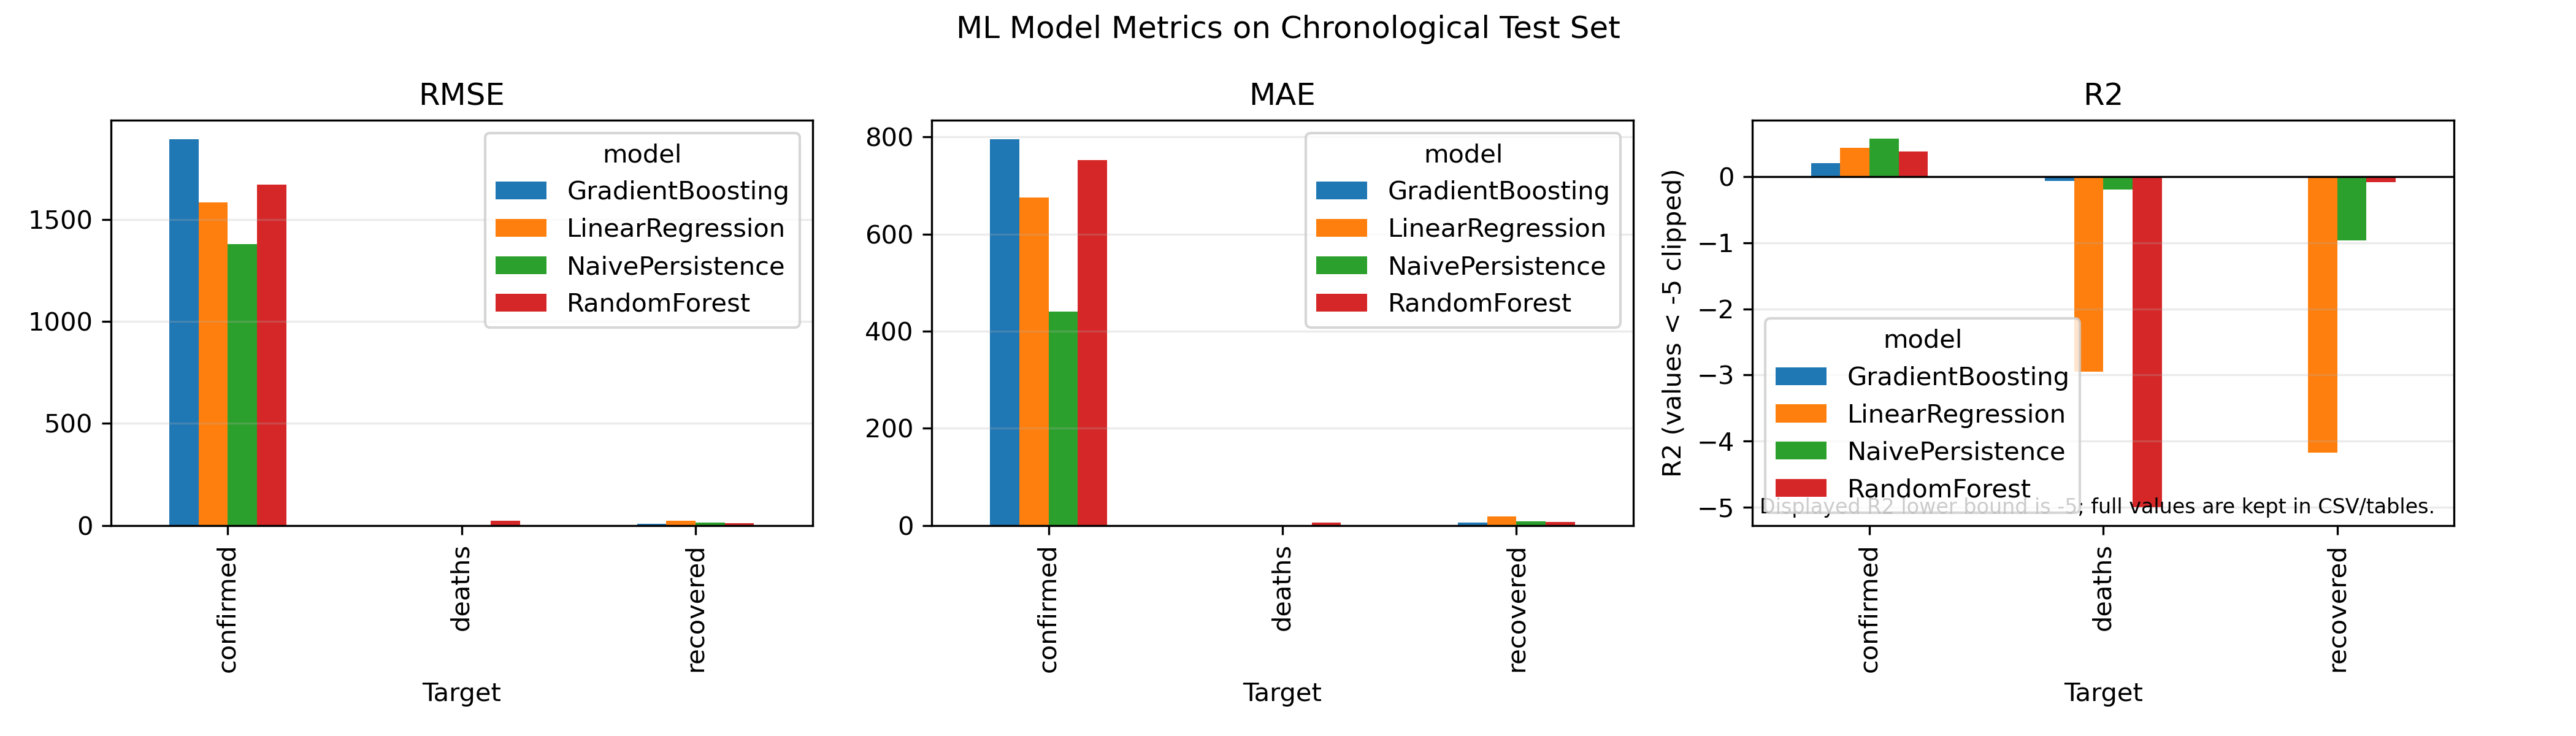 ML Model Metrics on Chronological Test Set
RMSE
1500
1000
500
0
model
GradientBoosting
LinearRegression
NaivePersistence
RandomForest
confirmed
deaths
recovered
Target
MAE
800
600
400
200
0
model
GradientBoosting
LinearRegression
NaivePersistence
RandomForest
confirmed
deaths
recovered
Target
R2
R2 (values < -5 clipped)
0
−1
−2
−3
−4
−5
model
GradientBoosting
LinearRegression
NaivePersistence
RandomForest
Displayed R2 lower bound is -5; full values are kept in CSV/tables.
confirmed
deaths
recovered
Target